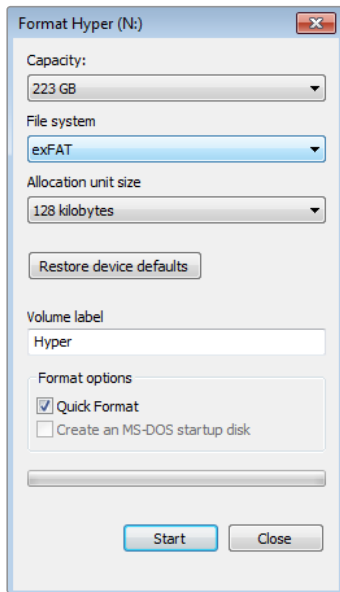 Format Hyper (N:)
Capacity:
223 GB
File system
exFAT
Allocation unit size
128 kilobytes
Restore device defaults
Volume label
Hyper
Format options
Quick Format
Create an MS-DOS startup disk
Start
Close